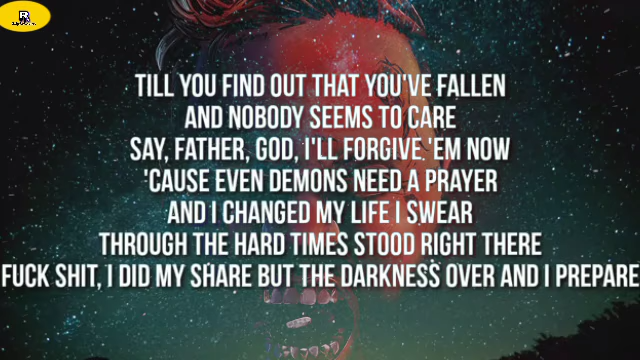 TILL YOU FIND OUT THAT YOU'VE FALLEN
AND NOBODY SEEMS TO CARE
SAY, FATHER, GOD, I'LL FORGIVE 'EM NOW
'CAUSE EVEN DEMONS NEED A PRAYER
AND I CHANGED MY LIFE I SWEAR
THROUGH THE HARD TIMES STOOD RIGHT THERE
FUCK SHIT, I DID MY SHARE BUT THE DARKNESS OVER AND I PREPARE